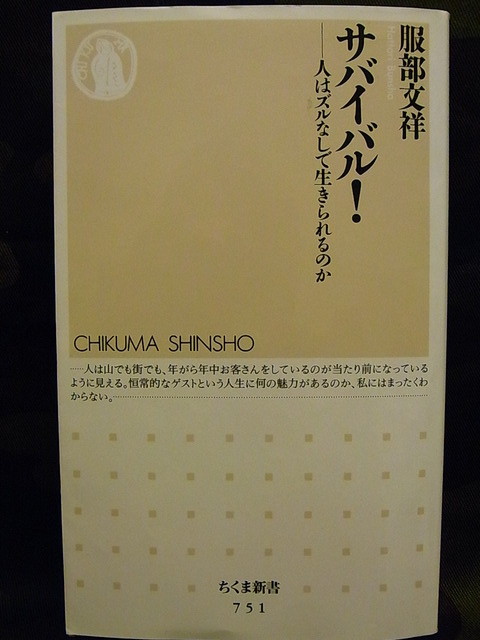 服部文祥
Hattori Bunsho
サバイバル!
──人はズルなしで生きられるのか
CHIKUMA SHINSHO
……人は山でも街でも、年がら年中お客さんをしているのが当たり前になっている
ように見える。恒常的なゲストという人生に何の魅力があるのか、私にはまったくわ
からない。
ちくま新書
751